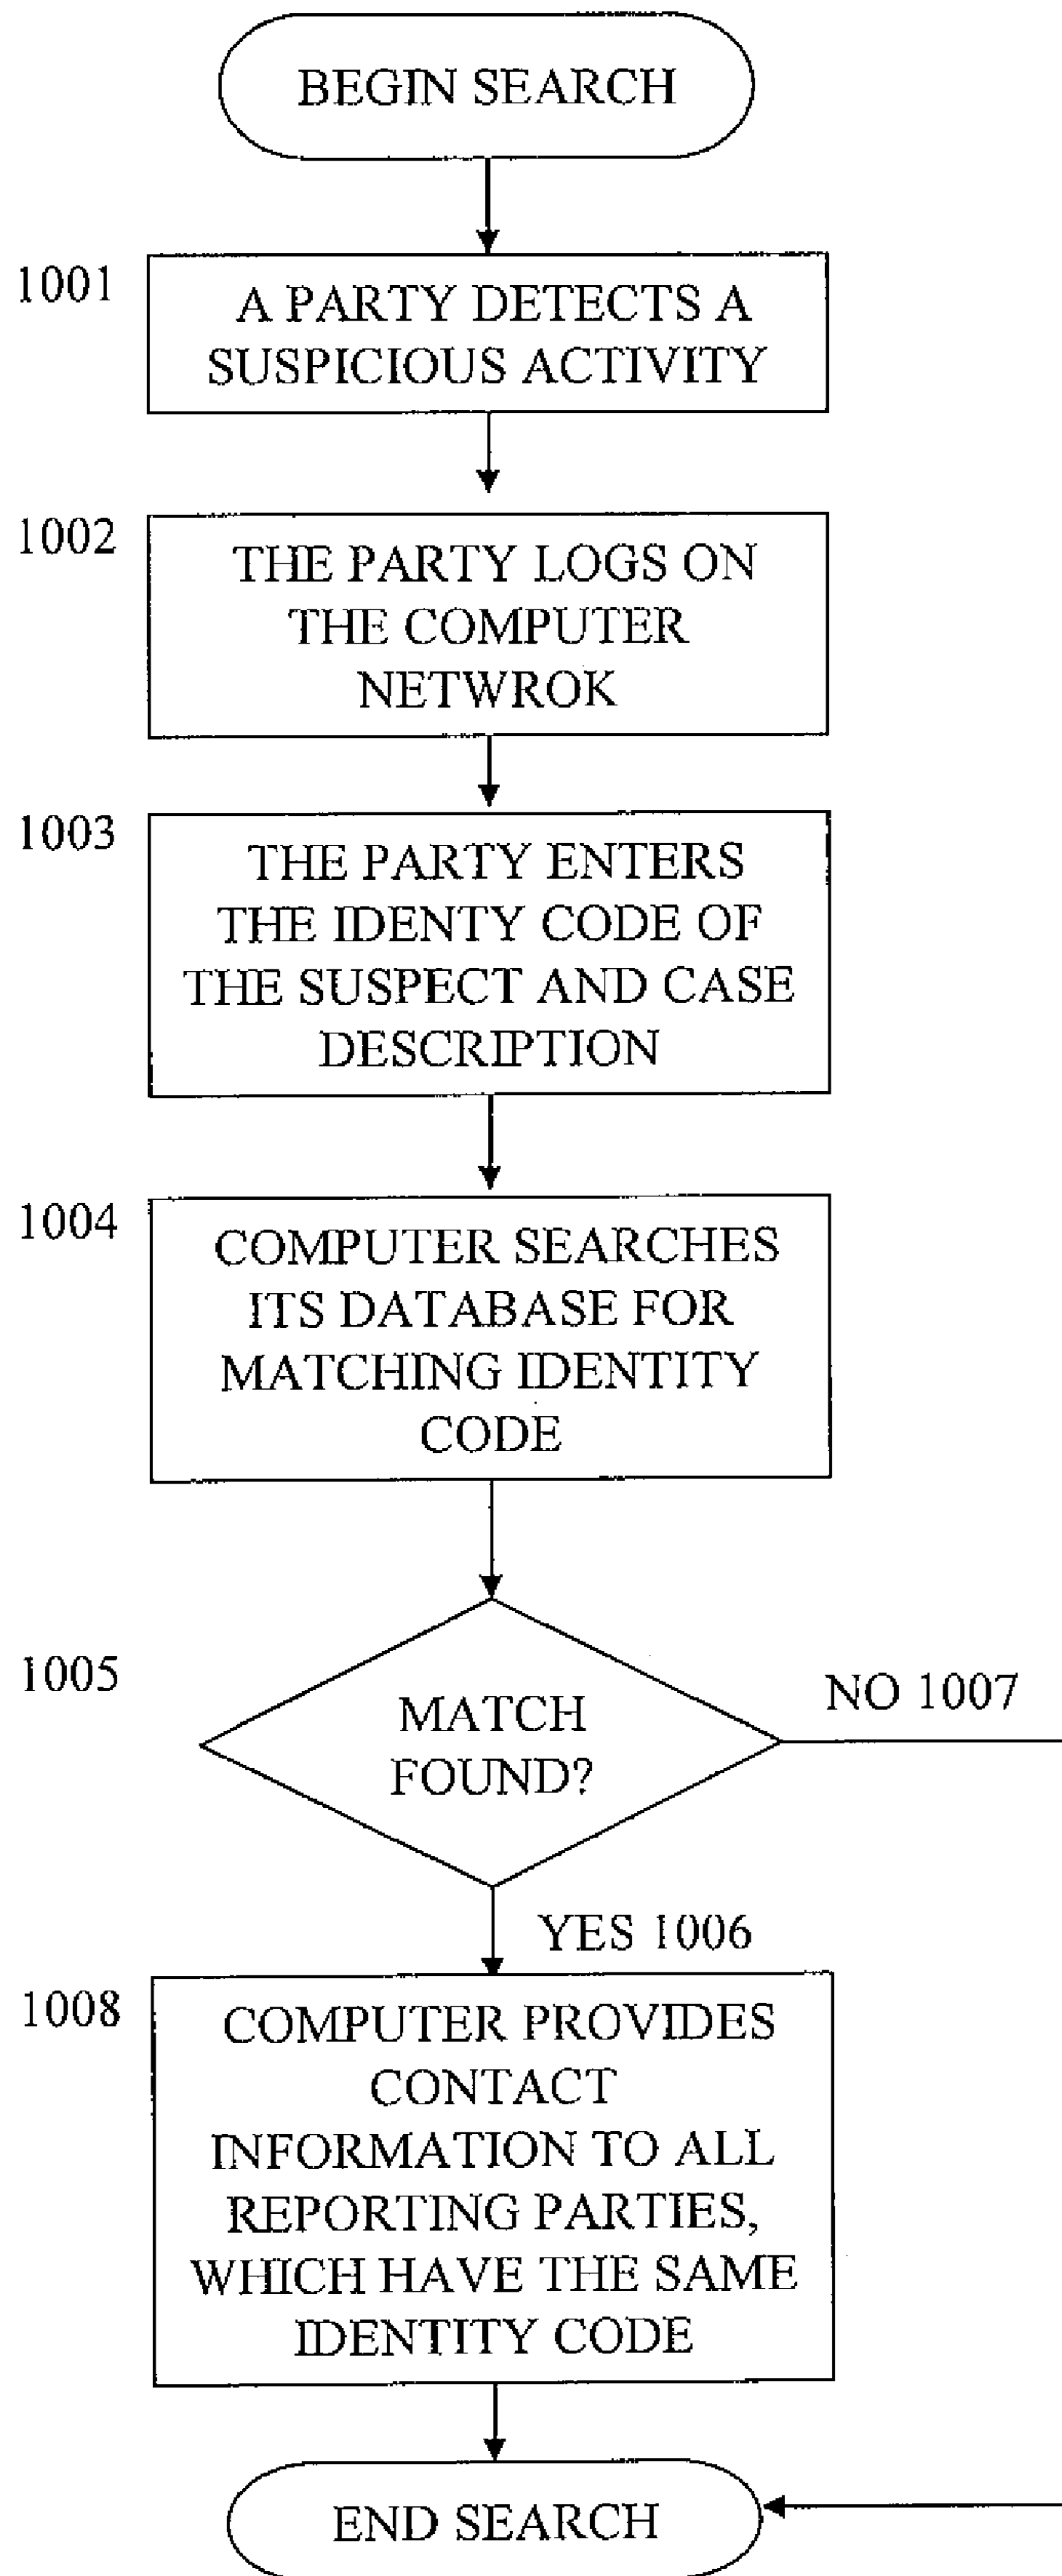 BEGIN SEARCH
1001
A PARTY DETECTS A
SUSPICIOUS ACTIVITY
1002
THE PARTY LOGS ON
THE COMPUTER
NETWROK
1003
THE PARTY ENTERS
THE IDENTY CODE OF
THE SUSPECT AND CASE
DESCRIPTION
1004
COMPUTER SEARCHES
ITS DATABASE FOR
MATCHING IDENTITY
CODE
1005
MATCH
FOUND?
NO 1007
YES 1006
1008
COMPUTER PROVIDES
CONTACT
INFORMATION TO ALL
REPORTING PARTIES,
WHICH HAVE THE SAME
IDENTITY CODE
END SEARCH